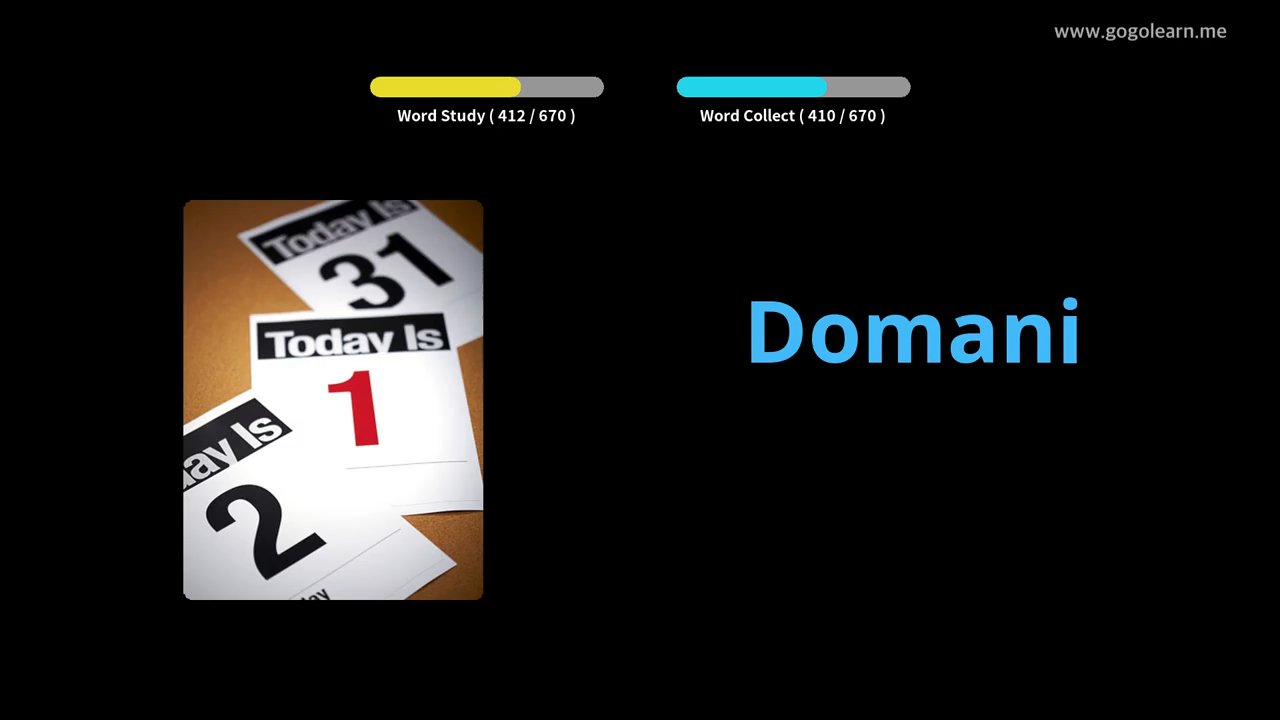 www.gogolearn.me
Word Study ( 412 / 670 )
Word Collect ( 410 / 670 )
Today Is
31
Today Is
1
ay Is
2
Domani